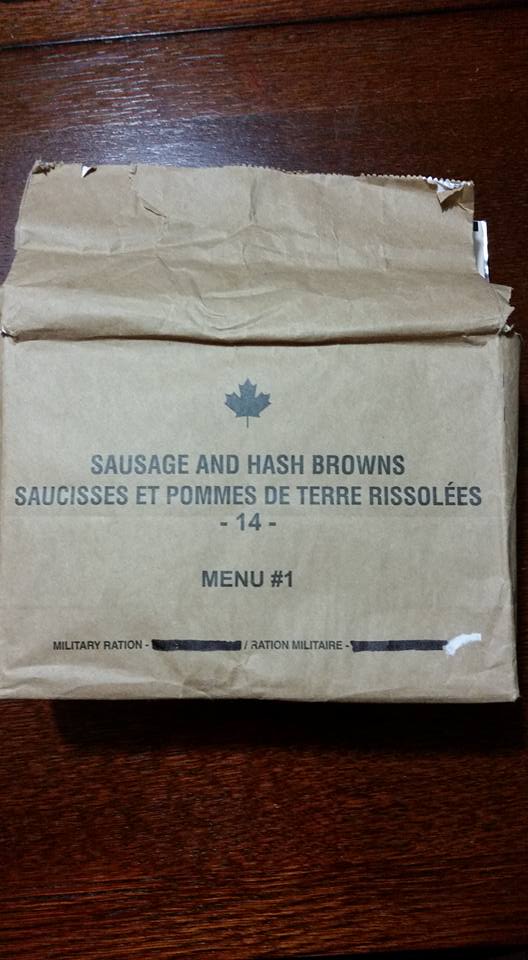 SAUSAGE AND HASH BROWNS
SAUCISSES ET POMMES DE TERRE RISSOLÉES
- 14 -
MENU #1
MILITARY RATION - / RATION MILITAIRE -